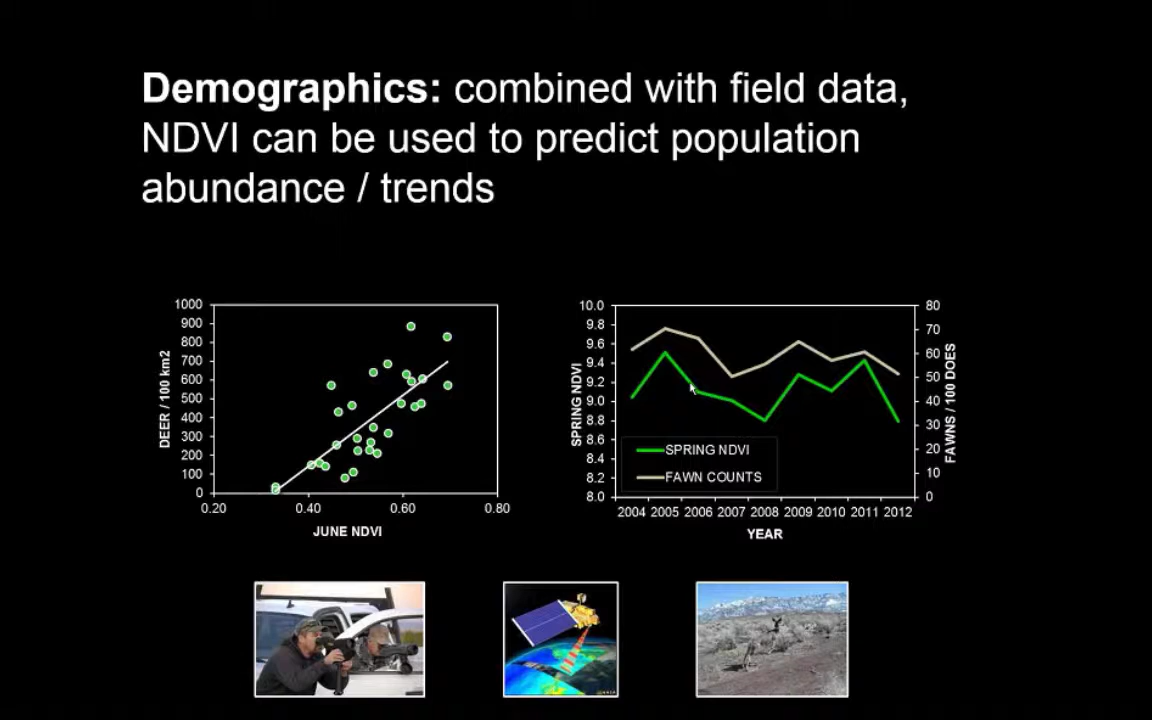 Demographics: combined with field data,
NDVI can be used to predict population
abundance / trends
1000
900
800
700
600
500
400
300
200
100
0
DEER / 100 km2
0.20 0.40 0.60 0.80
JUNE NDVI
10.0
9.8
9.6
9.4
9.2
9.0
8.8
8.6
8.4
8.2
8.0
SPRING NDVI
SPRING NDVI
FAWN COUNTS
80
70
60
50
40
30
20
10
0
FAWNS / 100 DOES
2004 2005 2006 2007 2008 2009 2010 2011 2012
YEAR